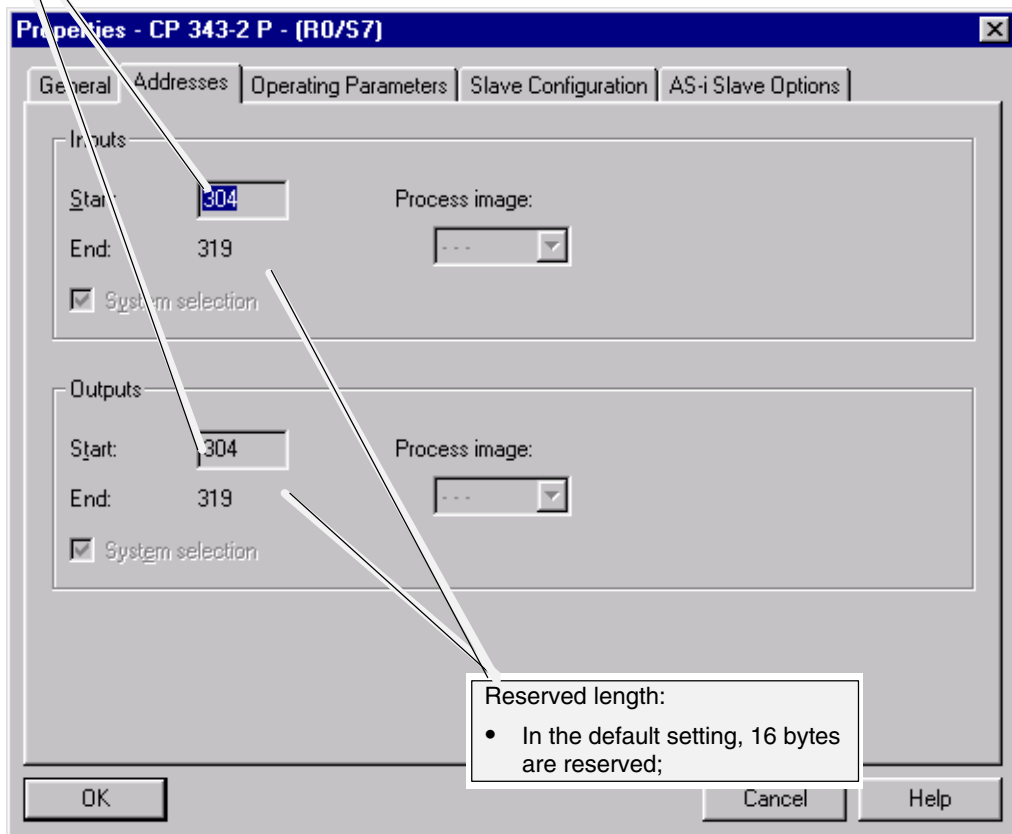 Properties - CP 343-2 P - (R0/S7)
General Addresses Operating Parameters Slave Configuration AS-i Slave Options
Inputs
Start: 304 Process image:
End: 319 - - -
System selection
Outputs
Start: 304 Process image:
End: 319 - - -
System selection
Reserved length:
• In the default setting, 16 bytes
are reserved;
OK Cancel Help